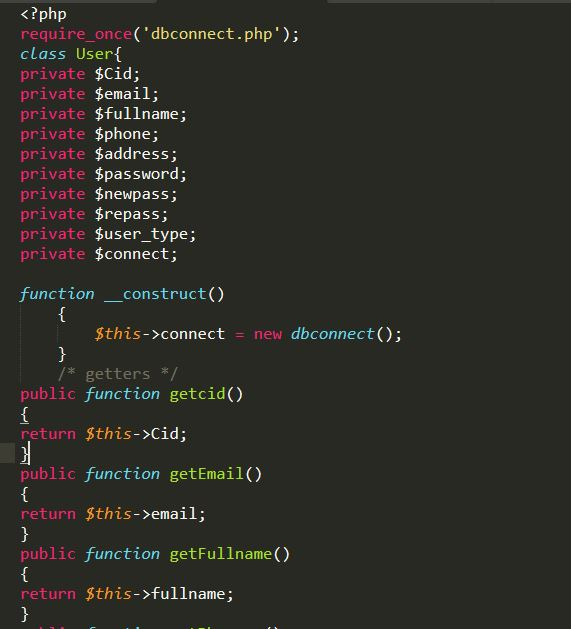 <?php
require_once('dbconnect.php');
class User{
private $Cid;
private $email;
private $fullname;
private $phone;
private $address;
private $password;
private $newpass;
private $repass;
private $user_type;
private $connect;
function __construct()
{
$this->connect = new dbconnect();
}
/* getters */
public function getcid()
{
return $this->Cid;
}
public function getEmail()
{
return $this->email;
}
public function getFullname()
{
return $this->fullname;
}